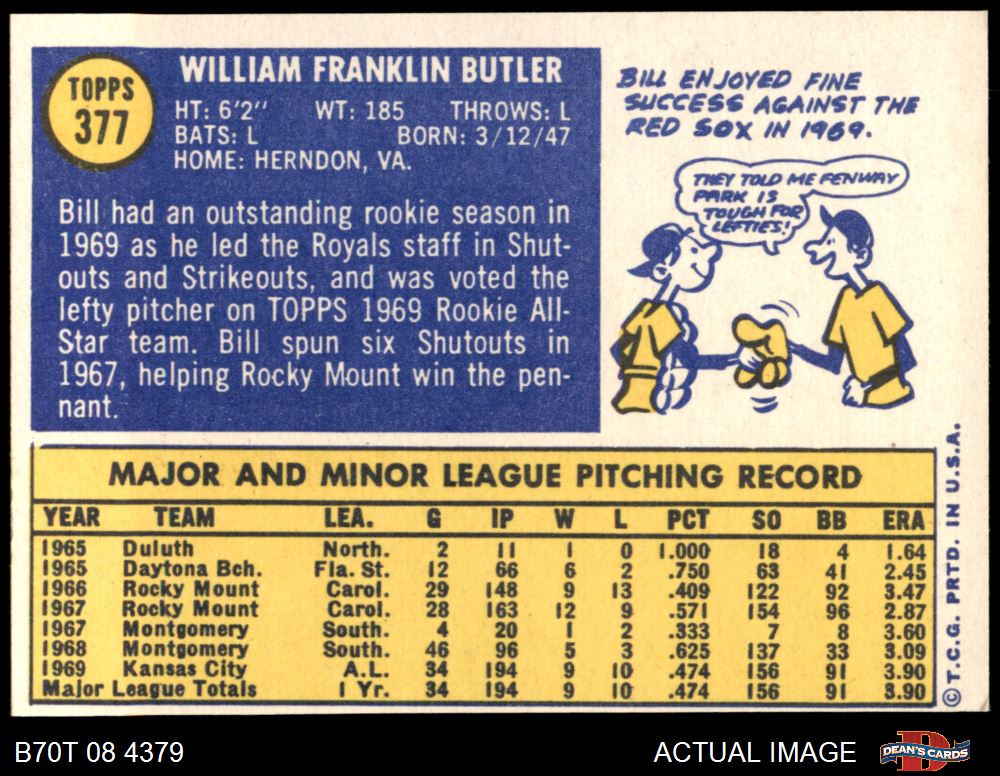 TOPPS
377
WILLIAM FRANKLIN BUTLER
HT: 6'2" WT: 185 THROWS: L
BATS: L BORN: 3/12/47
HOME: HERNDON, VA.
Bill had an outstanding rookie season in
1969 as he led the Royals staff in Shut-
outs and Strikeouts, and was voted the
lefty pitcher on TOPPS 1969 Rookie All-
Star team. Bill spun six Shutouts in
1967, helping Rocky Mount win the pen-
nant.
BILL ENJOYED FINE
SUCCESS AGAINST THE
RED SOX IN 1969.
THEY TOLD ME FENWAY
PARK IS
TOUGH FOR
LEFTIES!
MAJOR AND MINOR LEAGUE PITCHING RECORD
YEAR TEAM LEA. G IP W L PCT SO BB ERA
1965 Duluth North. 2 11 1 0 1.000 18 4 1.64
1965 Daytona Bch. Fla. St. 12 66 6 2 .750 63 41 2.45
1966 Rocky Mount Carol. 29 148 9 13 .409 122 92 3.47
1967 Rocky Mount Carol. 28 163 12 9 .571 154 96 2.87
1967 Montgomery South. 4 20 1 2 .333 7 8 3.60
1968 Montgomery South. 46 96 5 3 .625 137 33 3.09
1969 Kansas City A.L. 34 194 9 10 .474 156 91 3.90
Major League Totals 1 Yr. 34 194 9 10 .474 156 91 3.90
© T.C.G. PRTD. IN U.S.A.
B70T 08 4379
ACTUAL IMAGE
DEAN'S CARDS